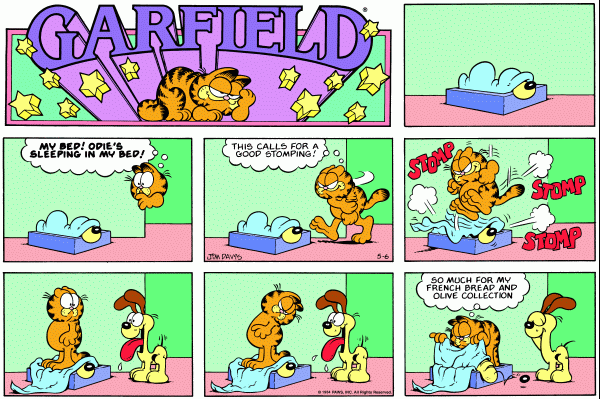 GARFIELD
®
MY BED! ODIE'S
SLEEPING IN MY BED!
THIS CALLS FOR A
GOOD STOMPING!
JIM DAVIS
5-6
STOMP
STOMP
STOMP
© 1994 PAWS, INC. All Rights Reserved.
SO MUCH FOR MY
FRENCH BREAD AND
OLIVE COLLECTION